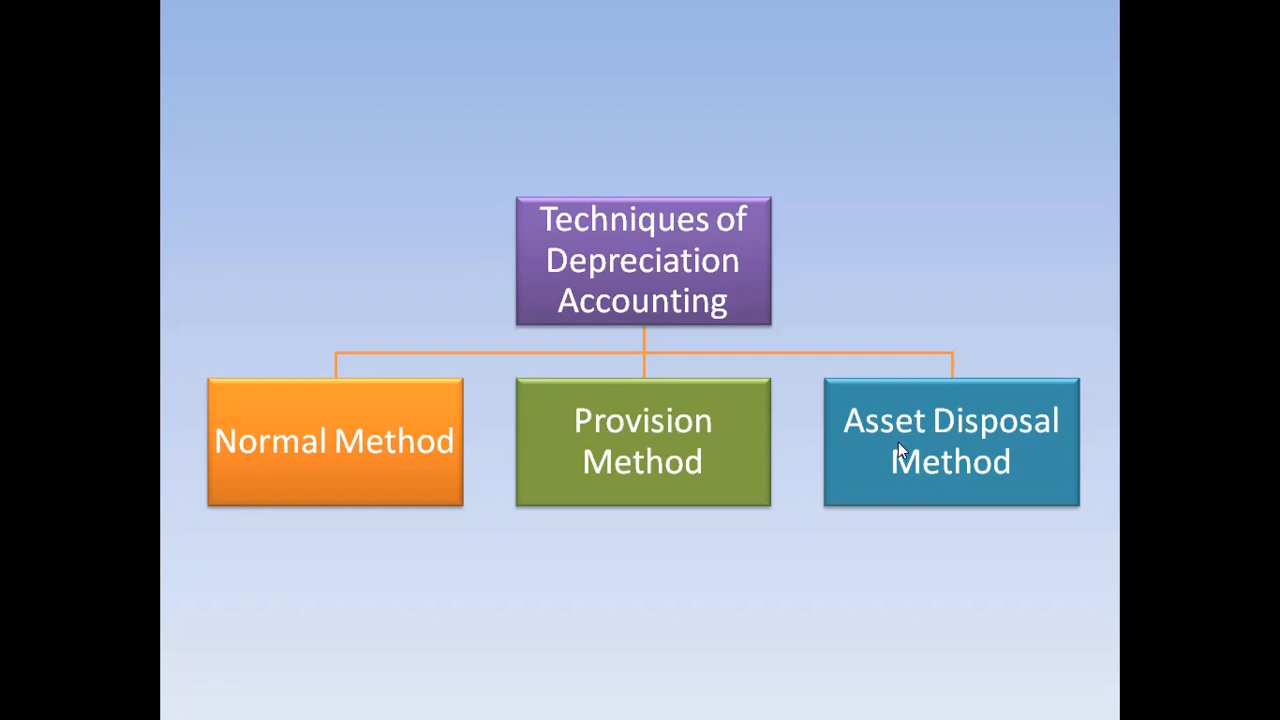 Techniques of
Depreciation
Accounting
Normal Method
Provision
Method
Asset Disposal
Method